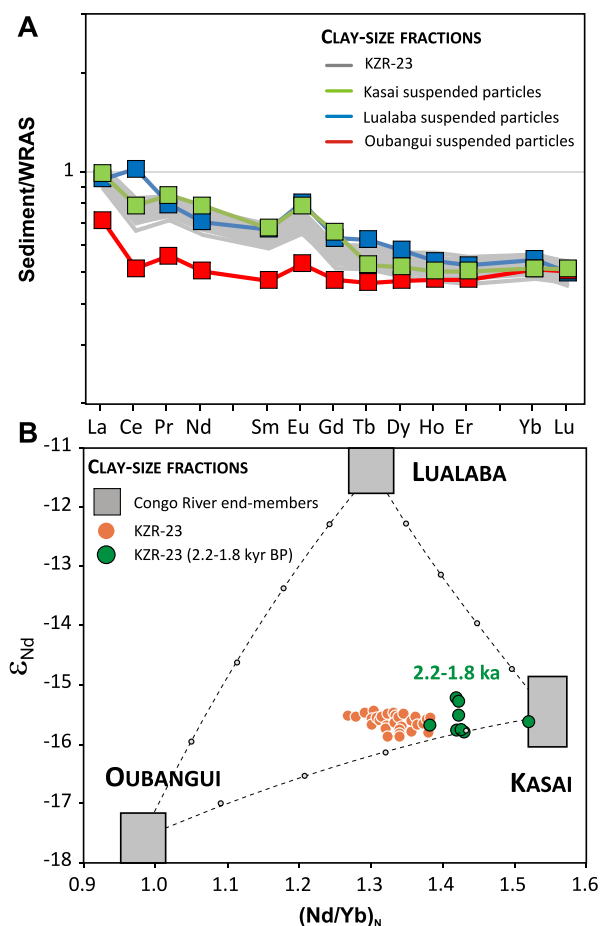 A
CLAY-SIZE FRACTIONS
KZR-23
Kasai suspended particles
Lualaba suspended particles
Oubangui suspended particles
1
Sediment/WRAS
La Ce Pr Nd Sm Eu Gd Tb Dy Ho Er Yb Lu
B
-11
CLAY-SIZE FRACTIONS
LUALABA
Congo River end-members
-12
KZR-23
KZR-23 (2.2-1.8 kyr BP)
-13
-14
εNd
2.2-1.8 ka
-15
-16
OUBANGUI
KASAI
-17
-18
0.9 1.0 1.1 1.2 1.3 1.4 1.5 1.6
(Nd/Yb)N